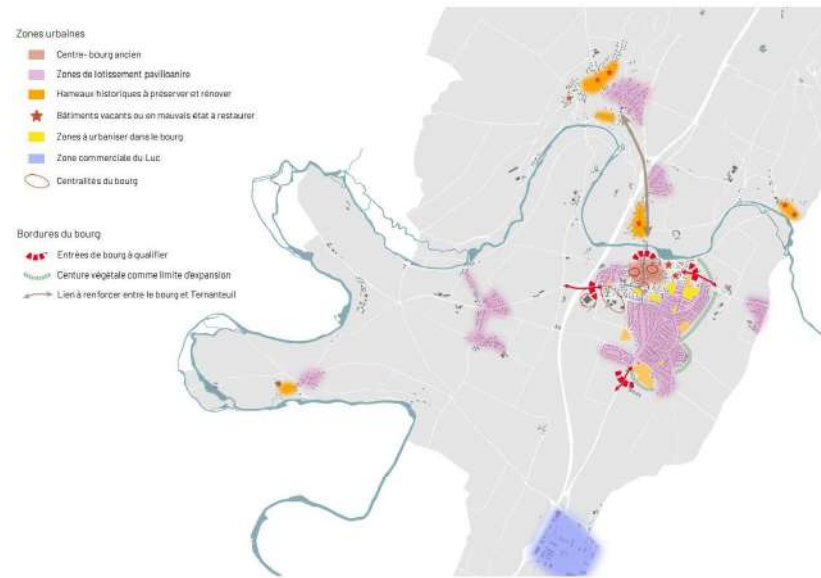 Zones urbaines
Centre- bourg ancien
Zones de lotissement pavilloanire
Hameaux historiques à préserver et rénover
Bâtiments vacants ou en mauvais état à restaurer
Zones à urbaniser dans le bourg
Zone commerciale du Luc
Centralités du bourg
Bordures du bourg
Entrées de bourg à qualifier
Centure végétale comme limite d'expansion
Lien à renforcer entre le bourg et Ternanteuil